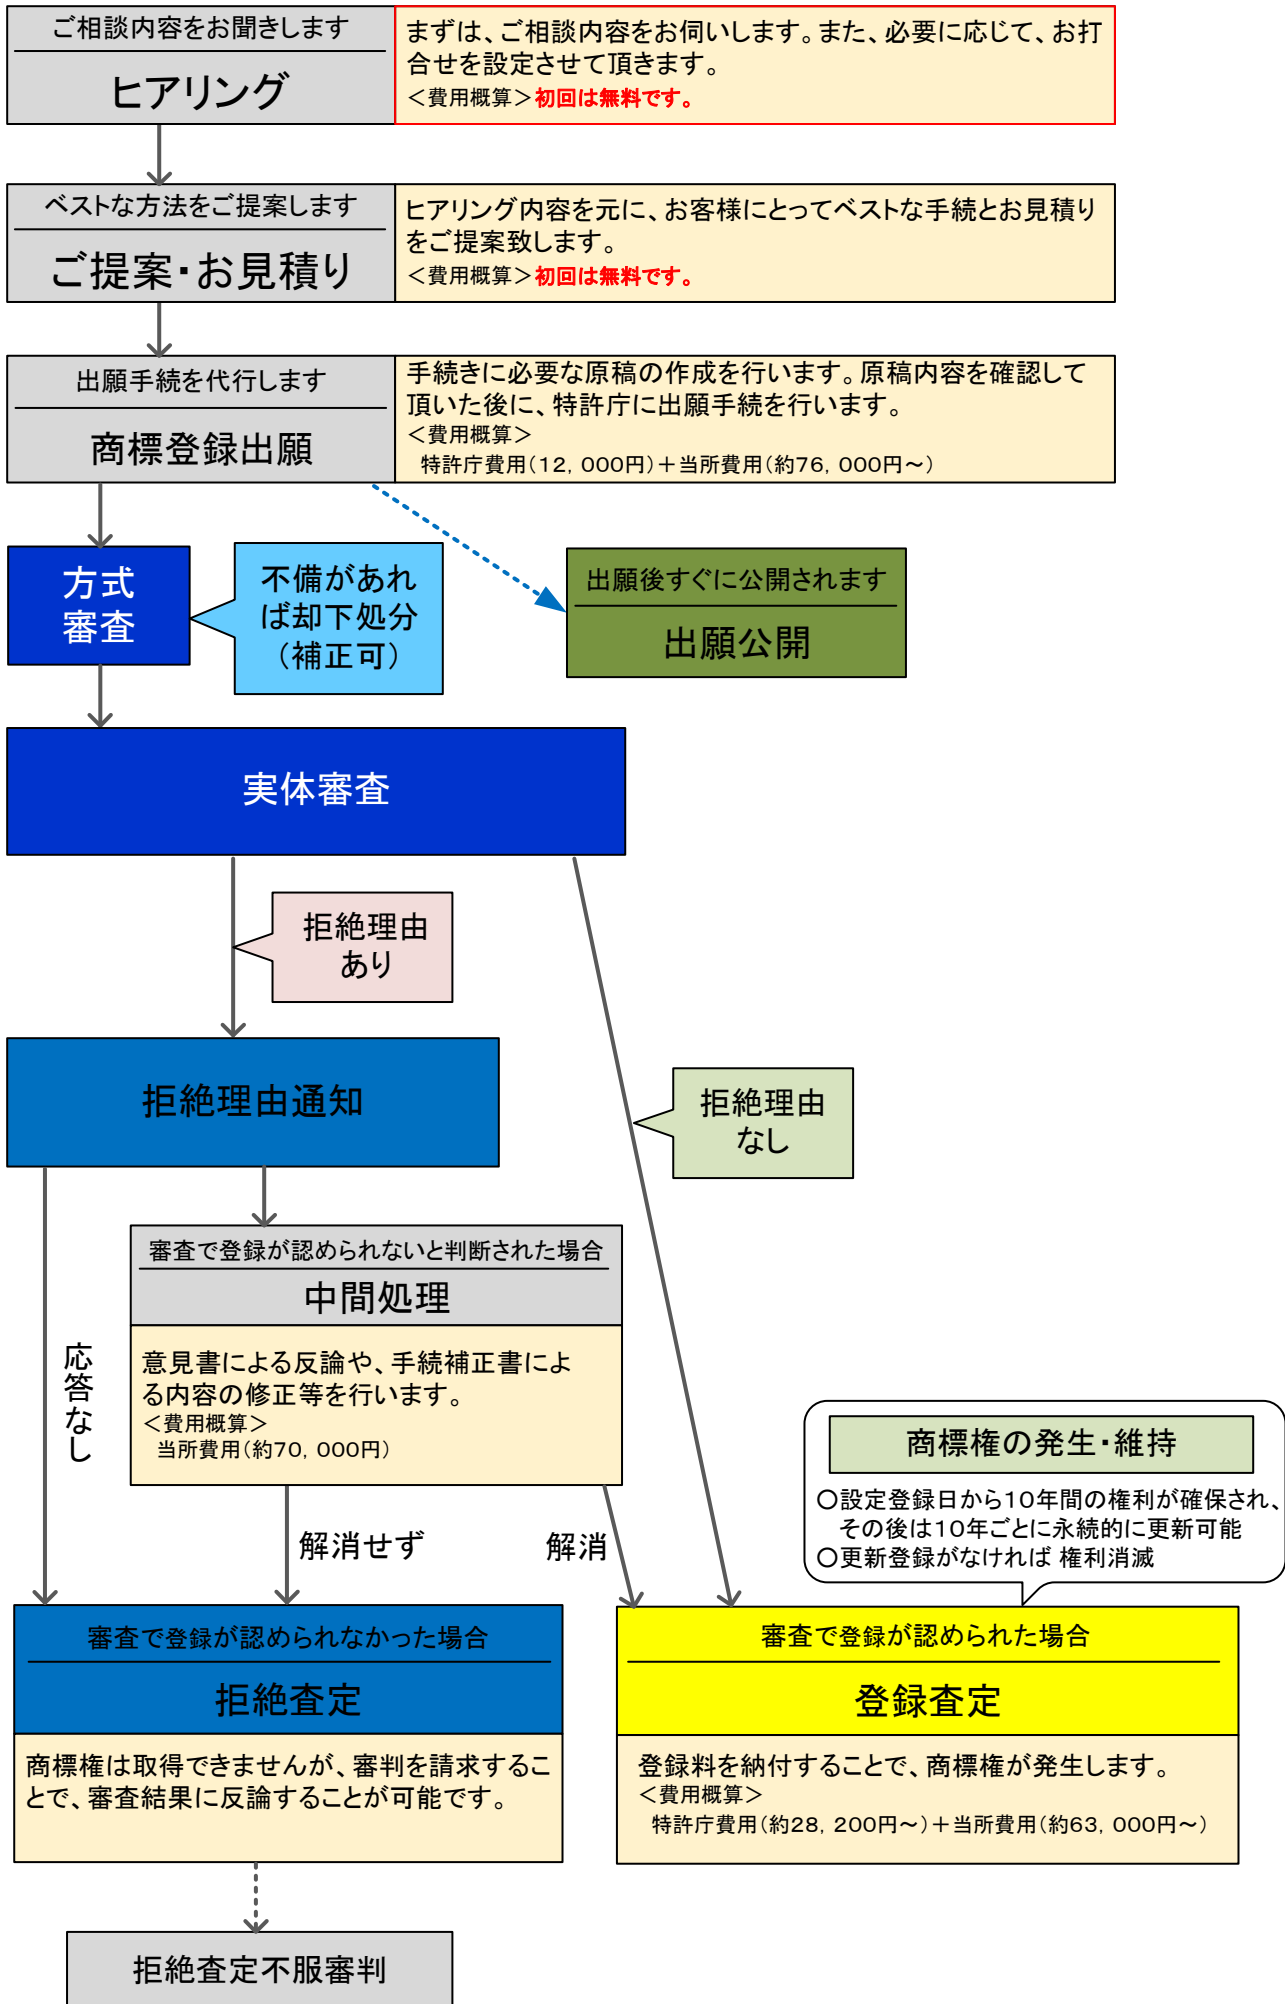 ご相談内容をお聞きします
ヒアリング
まずは、ご相談内容をお伺いします。また、必要に応じて、お打
合せを設定させて頂きます。
＜費用概算＞初回は無料です。
ベストな方法をご提案します
ご提案・お見積り
ヒアリング内容を元に、お客様にとってベストな手続とお見積り
をご提案致します。
＜費用概算＞初回は無料です。
出願手続を代行します
商標登録出願
手続きに必要な原稿の作成を行います。原稿内容を確認して
頂いた後に、特許庁に出願手続を行います。
＜費用概算＞
特許庁費用（１２，０００円）＋当所費用（約７６，０００円～）
方式
審査
不備があれ
ば却下処分
（補正可）
出願後すぐに公開されます
出願公開
実体審査
拒絶理由
あり
拒絶理由通知
拒絶理由
なし
審査で登録が認められないと判断された場合
中間処理
意見書による反論や、手続補正書によ
る内容の修正等を行います。
＜費用概算＞
当所費用（約７０，０００円）
応答なし
商標権の発生・維持
○設定登録日から１０年間の権利が確保され、
その後は１０年ごとに永続的に更新可能
○更新登録がなければ 権利消滅
解消せず
解消
審査で登録が認められなかった場合
拒絶査定
商標権は取得できませんが、審判を請求するこ
とで、審査結果に反論することが可能です。
審査で登録が認められた場合
登録査定
登録料を納付することで、商標権が発生します。
＜費用概算＞
特許庁費用（約２８，２００円～）＋当所費用（約６３，０００円～）
拒絶査定不服審判